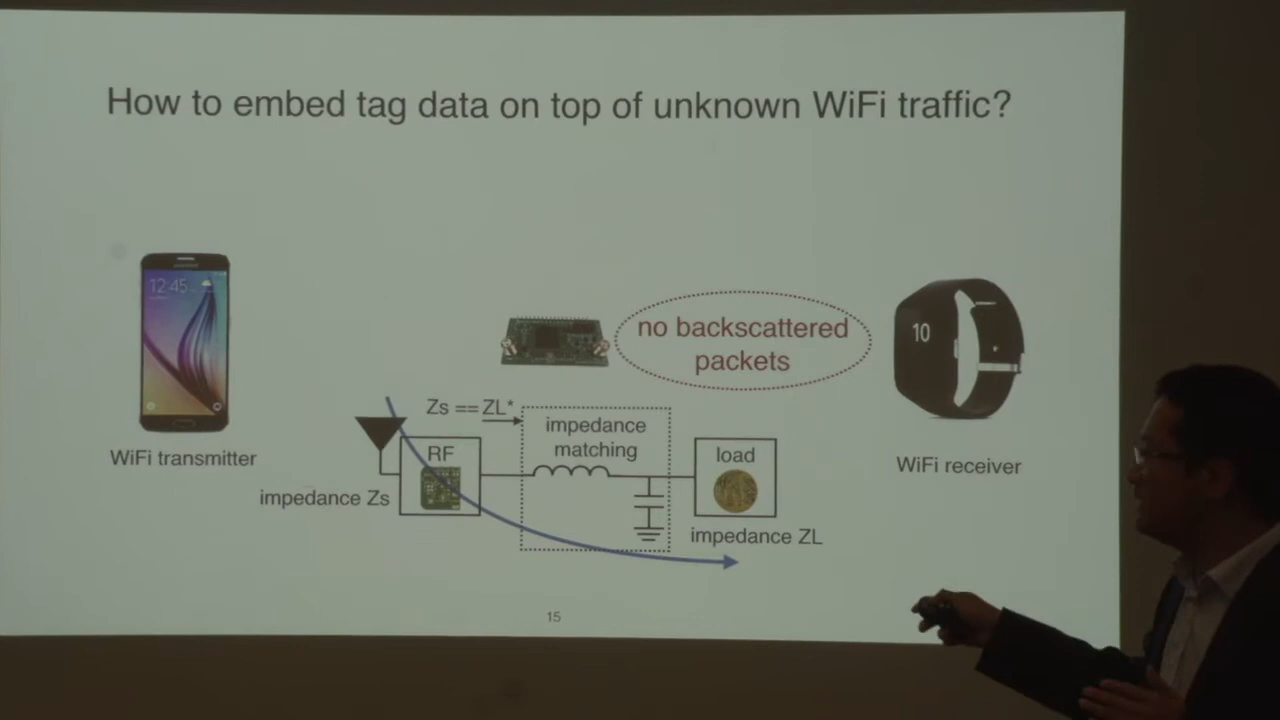 How to embed tag data on top of unknown WiFi traffic?
12:45
no backscattered
packets
10
WiFi transmitter
WiFi receiver
Zs == ZL*
impedance
matching
RF
load
impedance Zs
impedance ZL
15